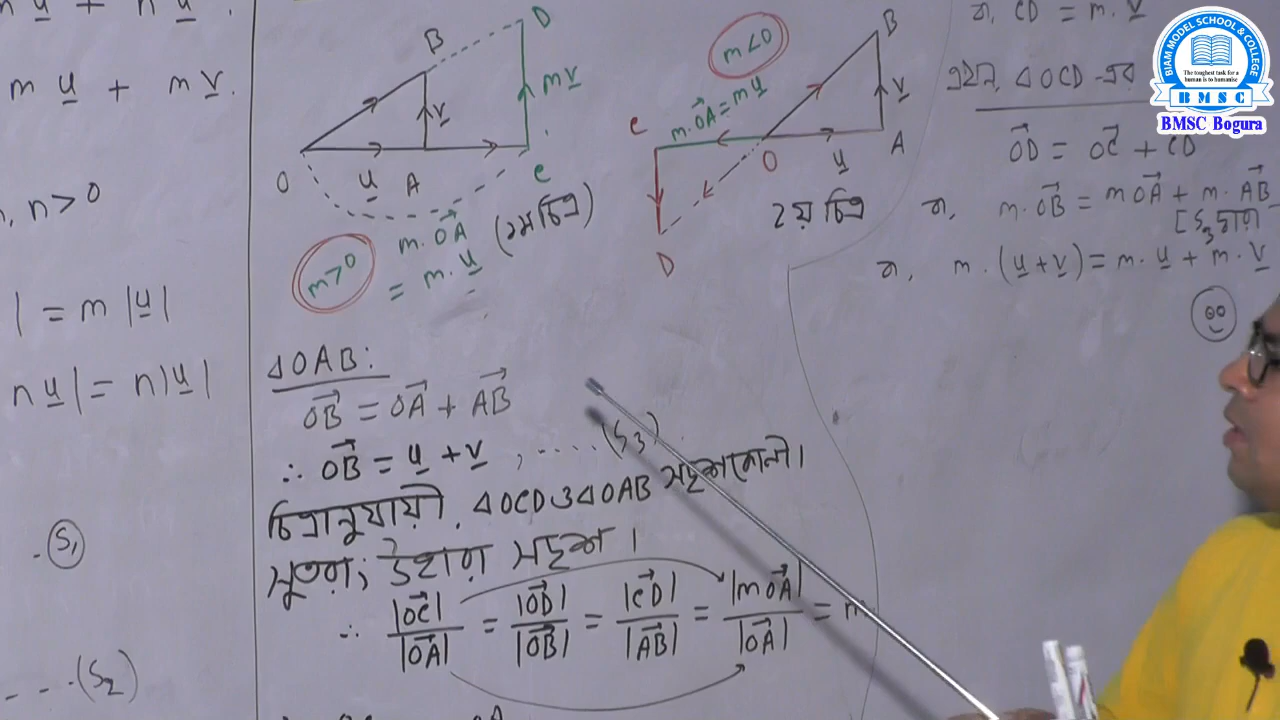 m u̲ + m v̲.
n > 0
| = m |u̲|
n u̲ | = n |u̲|
(S₁)
- - - (S₂)
B
D
v̲
m v̲
O
u̲
A
C
m>0
m. OA⃗ (১ম চিত্র)
= m. u̲
m<0
B
C
m. OA⃗ = m u̲
v̲
O
u̲
A
D
২য় চিত্র
ΔOAB:
OB⃗ = OA⃗ + AB⃗
∴ OB⃗ = u̲ + v̲ , ..... (S₃)
চিত্রানুযায়ী, ΔOCD ও ΔOAB সদৃশকোনী।
সুতরাং, উহারা সদৃশ।
∴ |OC⃗|/|OA⃗| = |OD⃗|/|OB⃗| = |CD⃗|/|AB⃗| = |m OA⃗|/|OA⃗| = m
বা, CD = m. v̲
এখন, ΔOCD -এর
OD⃗ = OC⃗ + CD⃗
বা, m. OB⃗ = m OA⃗ + m. AB⃗
[S₃ দ্বারা]
বা, m. (u̲ + v̲) = m. u̲ + m. v̲
BIAM MODEL SCHOOL & COLLEGE
The toughest task for a human is to humanise
BMSC
BMSC Bogura